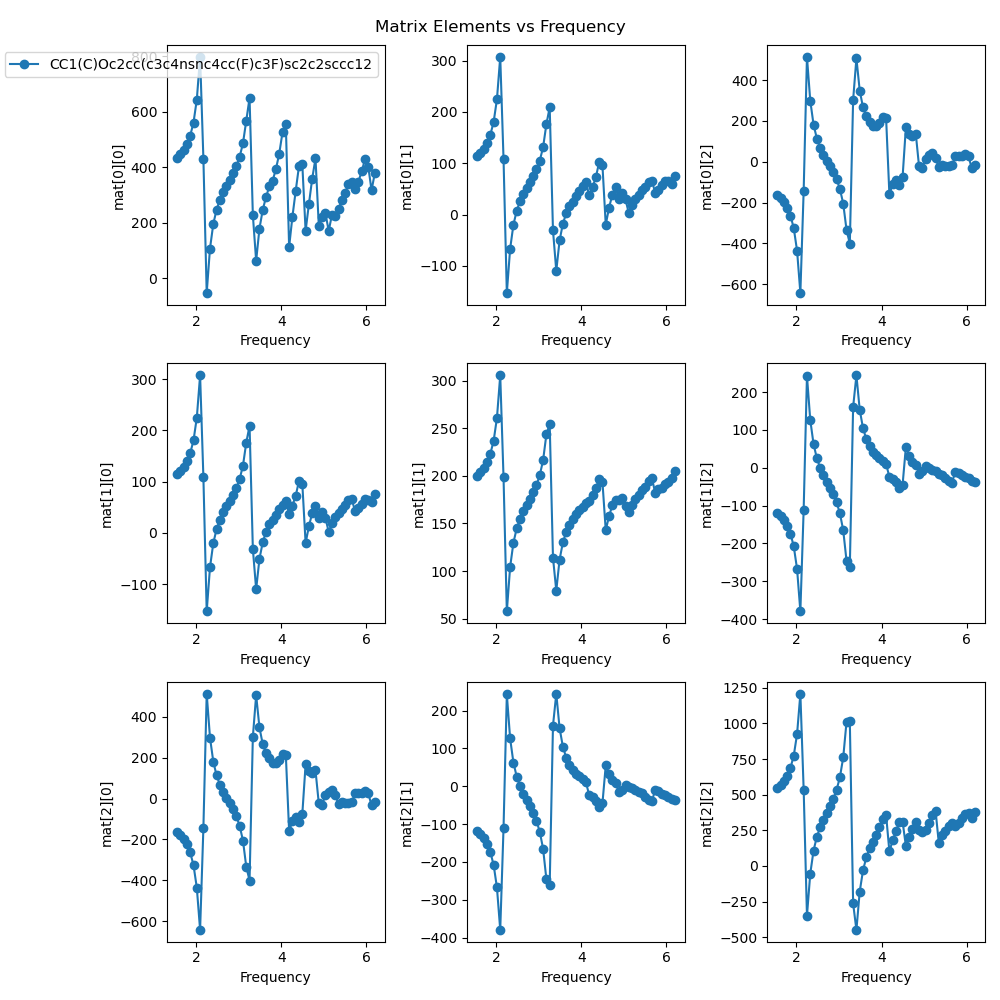 Matrix Elements vs Frequency
CC1(C)Oc2cc(c3c4nsnc4cc(F)c3F)sc2c2sccc12
mat[0][0]
800
600
400
200
0
2 4 6
Frequency
mat[0][1]
300
200
100
0
−100
2 4 6
Frequency
mat[0][2]
400
200
0
−200
−400
−600
2 4 6
Frequency
mat[1][0]
300
200
100
0
−100
2 4 6
Frequency
mat[1][1]
300
250
200
150
100
50
2 4 6
Frequency
mat[1][2]
200
100
0
−100
−200
−300
−400
2 4 6
Frequency
mat[2][0]
400
200
0
−200
−400
−600
2 4 6
Frequency
mat[2][1]
200
100
0
−100
−200
−300
−400
2 4 6
Frequency
mat[2][2]
1250
1000
750
500
250
0
−250
−500
2 4 6
Frequency